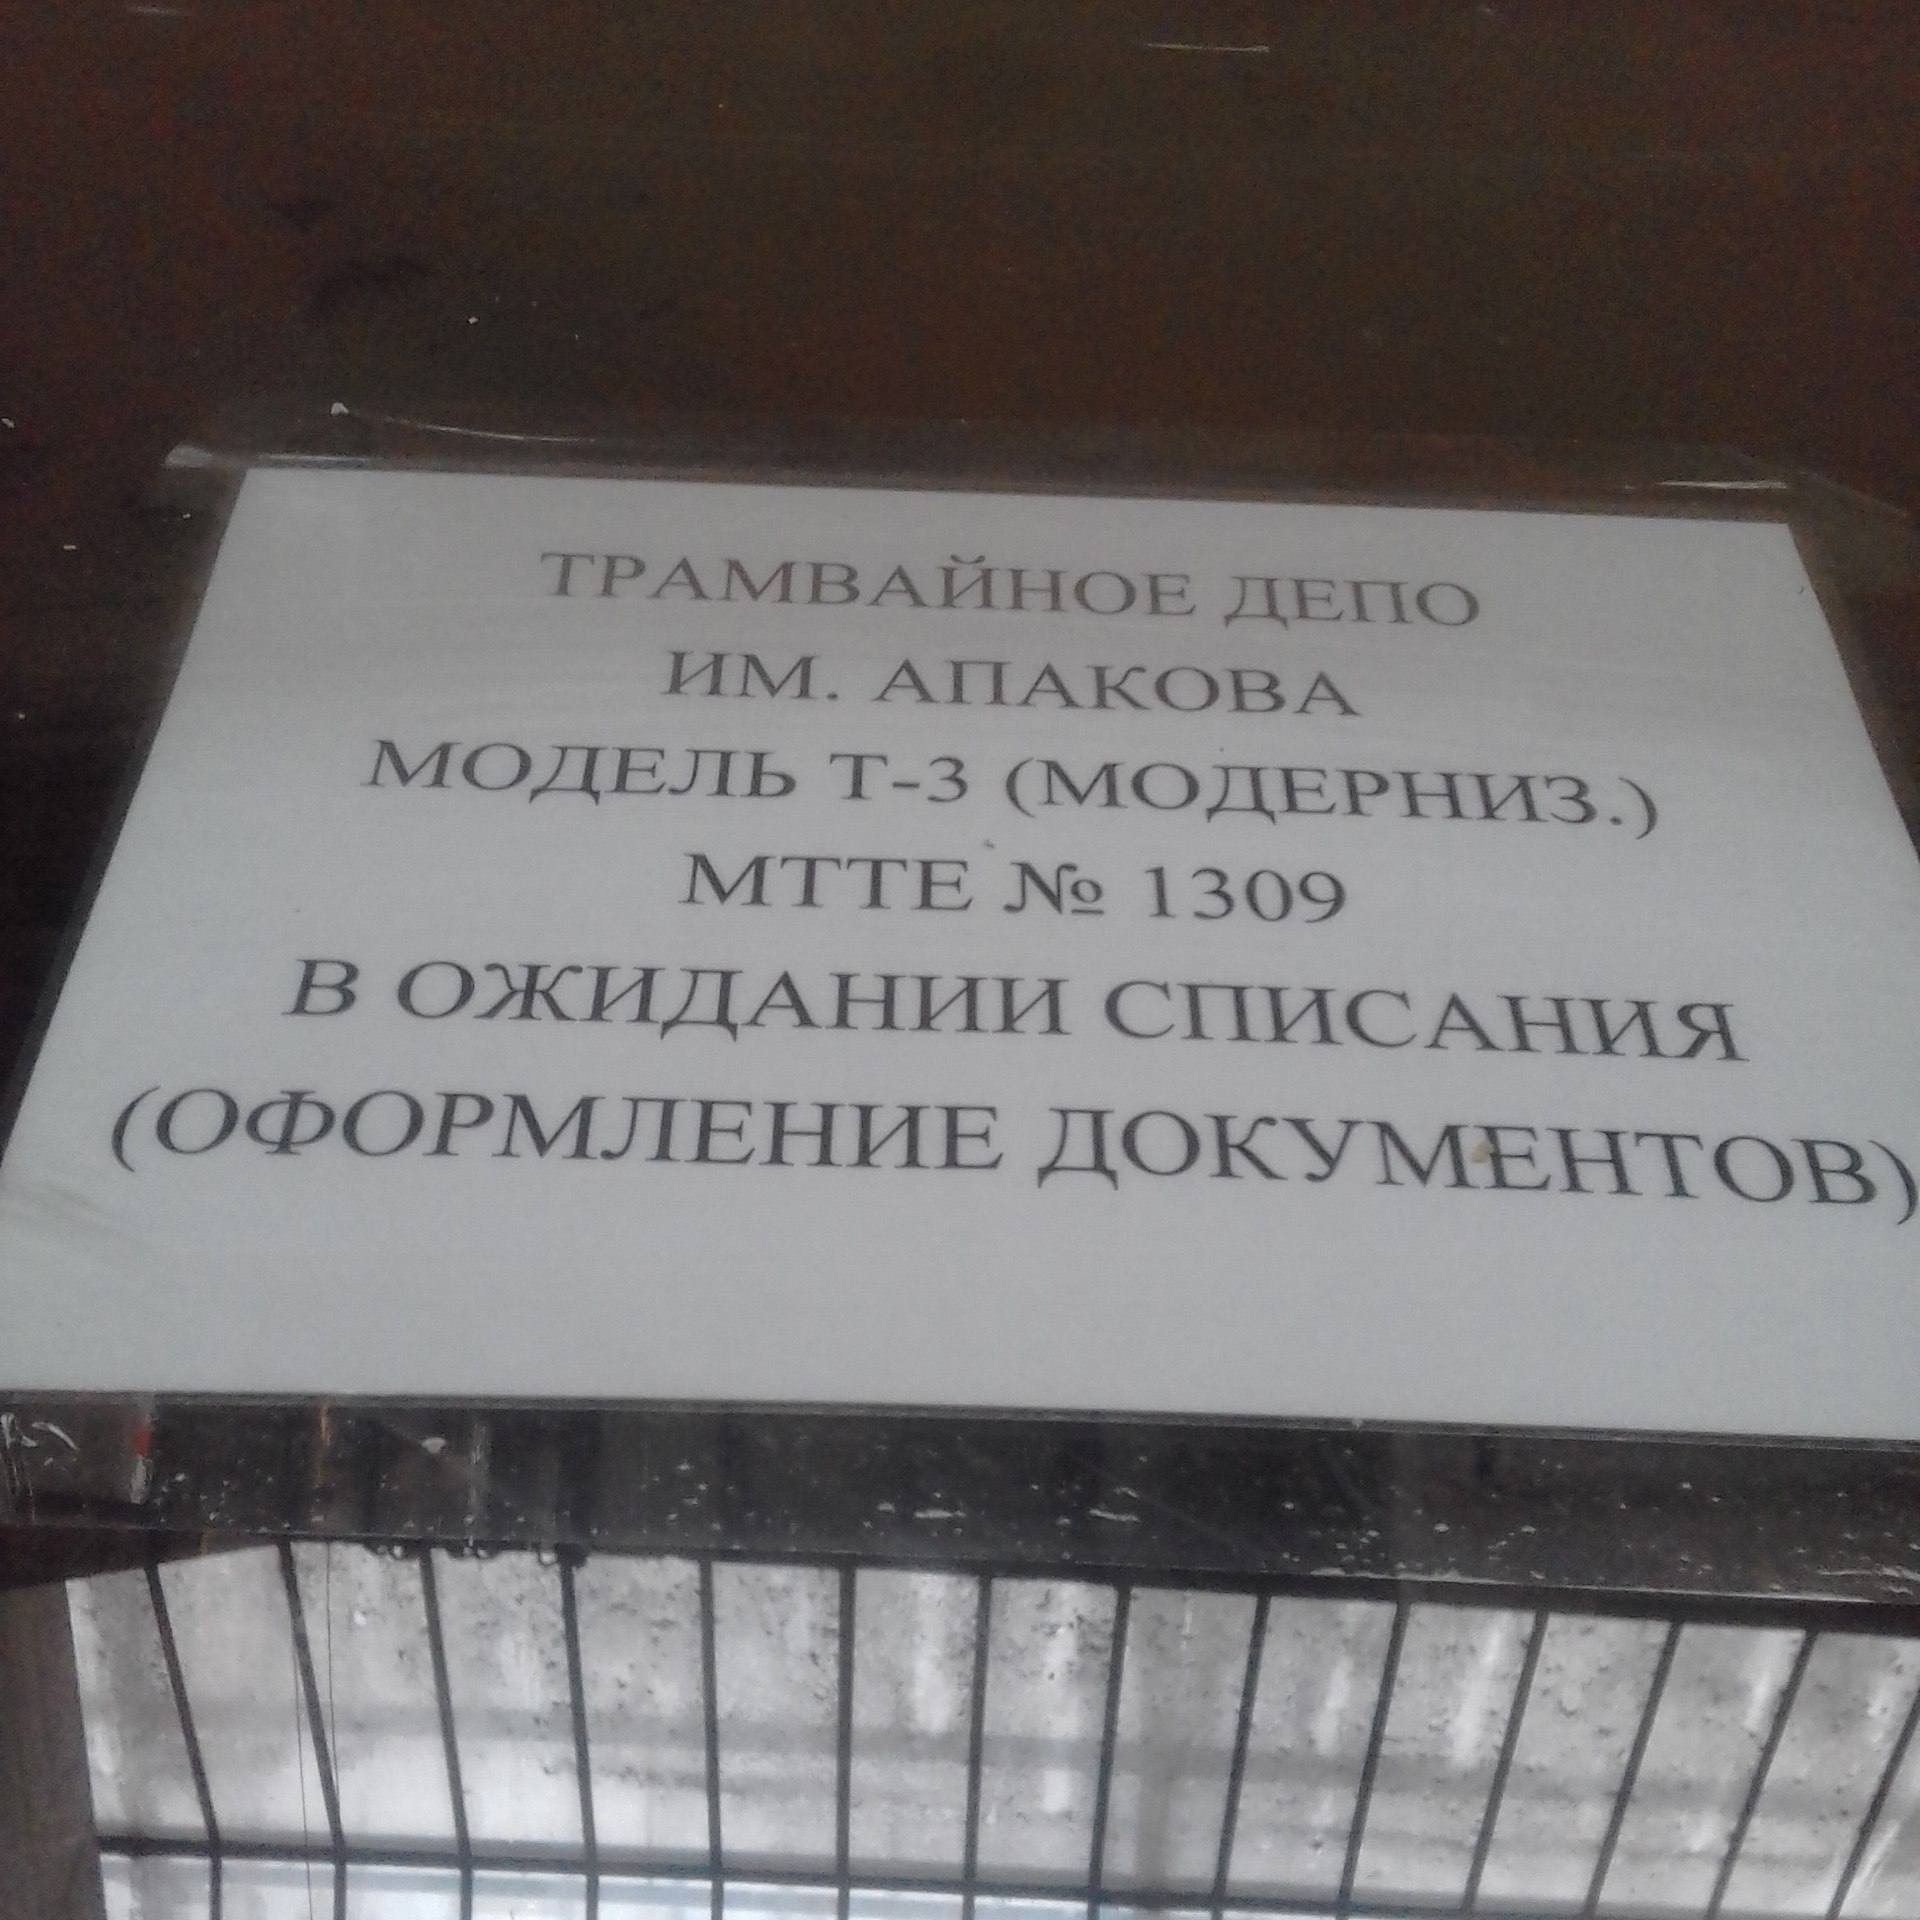 ТРАМВАЙНОЕ ДЕПО
ИМ. АПАКОВА
МОДЕЛЬ Т-3 (МОДЕРНИЗ.)
МТТЕ № 1309
В ОЖИДАНИИ СПИСАНИЯ
(ОФОРМЛЕНИЕ ДОКУМЕНТОВ)